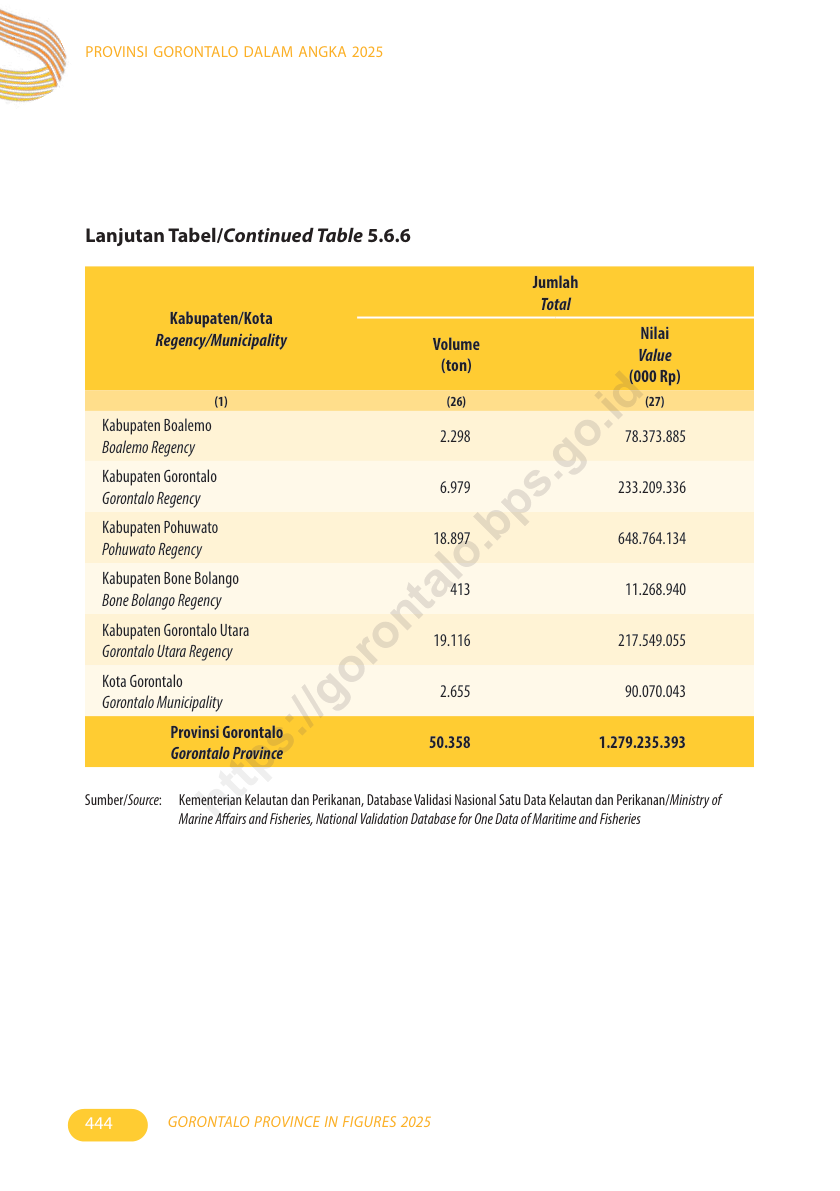 PROVINSI GORONTALO DALAM ANGKA 2025
Lanjutan Tabel/Continued Table 5.6.6
Kabupaten/Kota
Regency/Municipality
Jumlah
Total
Volume
(ton)
Nilai
Value
(000 Rp)
(1) (26) (27)
Kabupaten Boalemo
Boalemo Regency
2.298 78.373.885
Kabupaten Gorontalo
Gorontalo Regency
6.979 233.209.336
Kabupaten Pohuwato
Pohuwato Regency
18.897 648.764.134
Kabupaten Bone Bolango
Bone Bolango Regency
413 11.268.940
Kabupaten Gorontalo Utara
Gorontalo Utara Regency
19.116 217.549.055
Kota Gorontalo
Gorontalo Municipality
2.655 90.070.043
Provinsi Gorontalo
Gorontalo Province
50.358 1.279.235.393
Sumber/Source: Kementerian Kelautan dan Perikanan, Database Validasi Nasional Satu Data Kelautan dan Perikanan/Ministry of
Marine Affairs and Fisheries, National Validation Database for One Data of Maritime and Fisheries
https://gorontalo.bps.go.id
444 GORONTALO PROVINCE IN FIGURES 2025